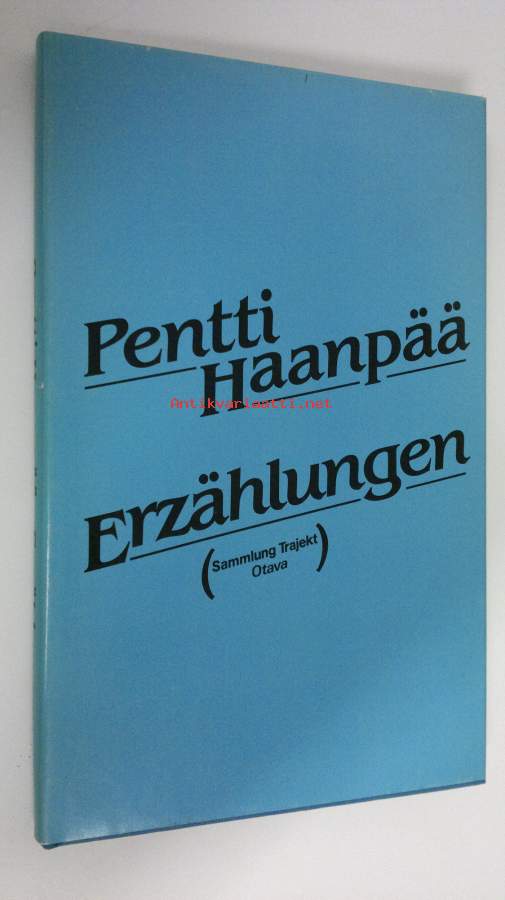 Pentti
Haanpää
Antikvariaatti.net
Erzählungen
(Sammlung Trajekt)
Otava